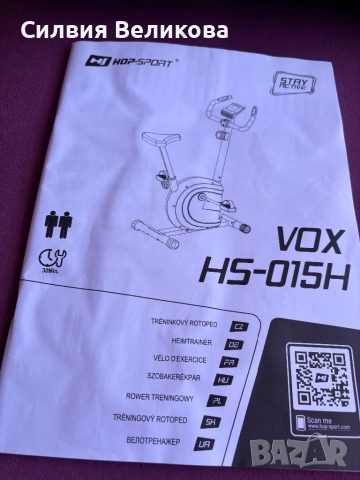 Силвия Великова
HOP-SPORT®
STAY
ACTIVE
VOX
HS-015H
30Min.
TRÉNINKOVÝ ROTOPED CZ
HEIMTRAINER DE
VÉLO D'EXERCICE FR
SZOBAKERÉKPÁR HU
ROWER TRENINGOWY PL
TRÉNINGOVÝ ROTOPED SK
ВЕЛОТРЕНАЖЕР UA
Scan me
www.hop-sport.com
BAZAR